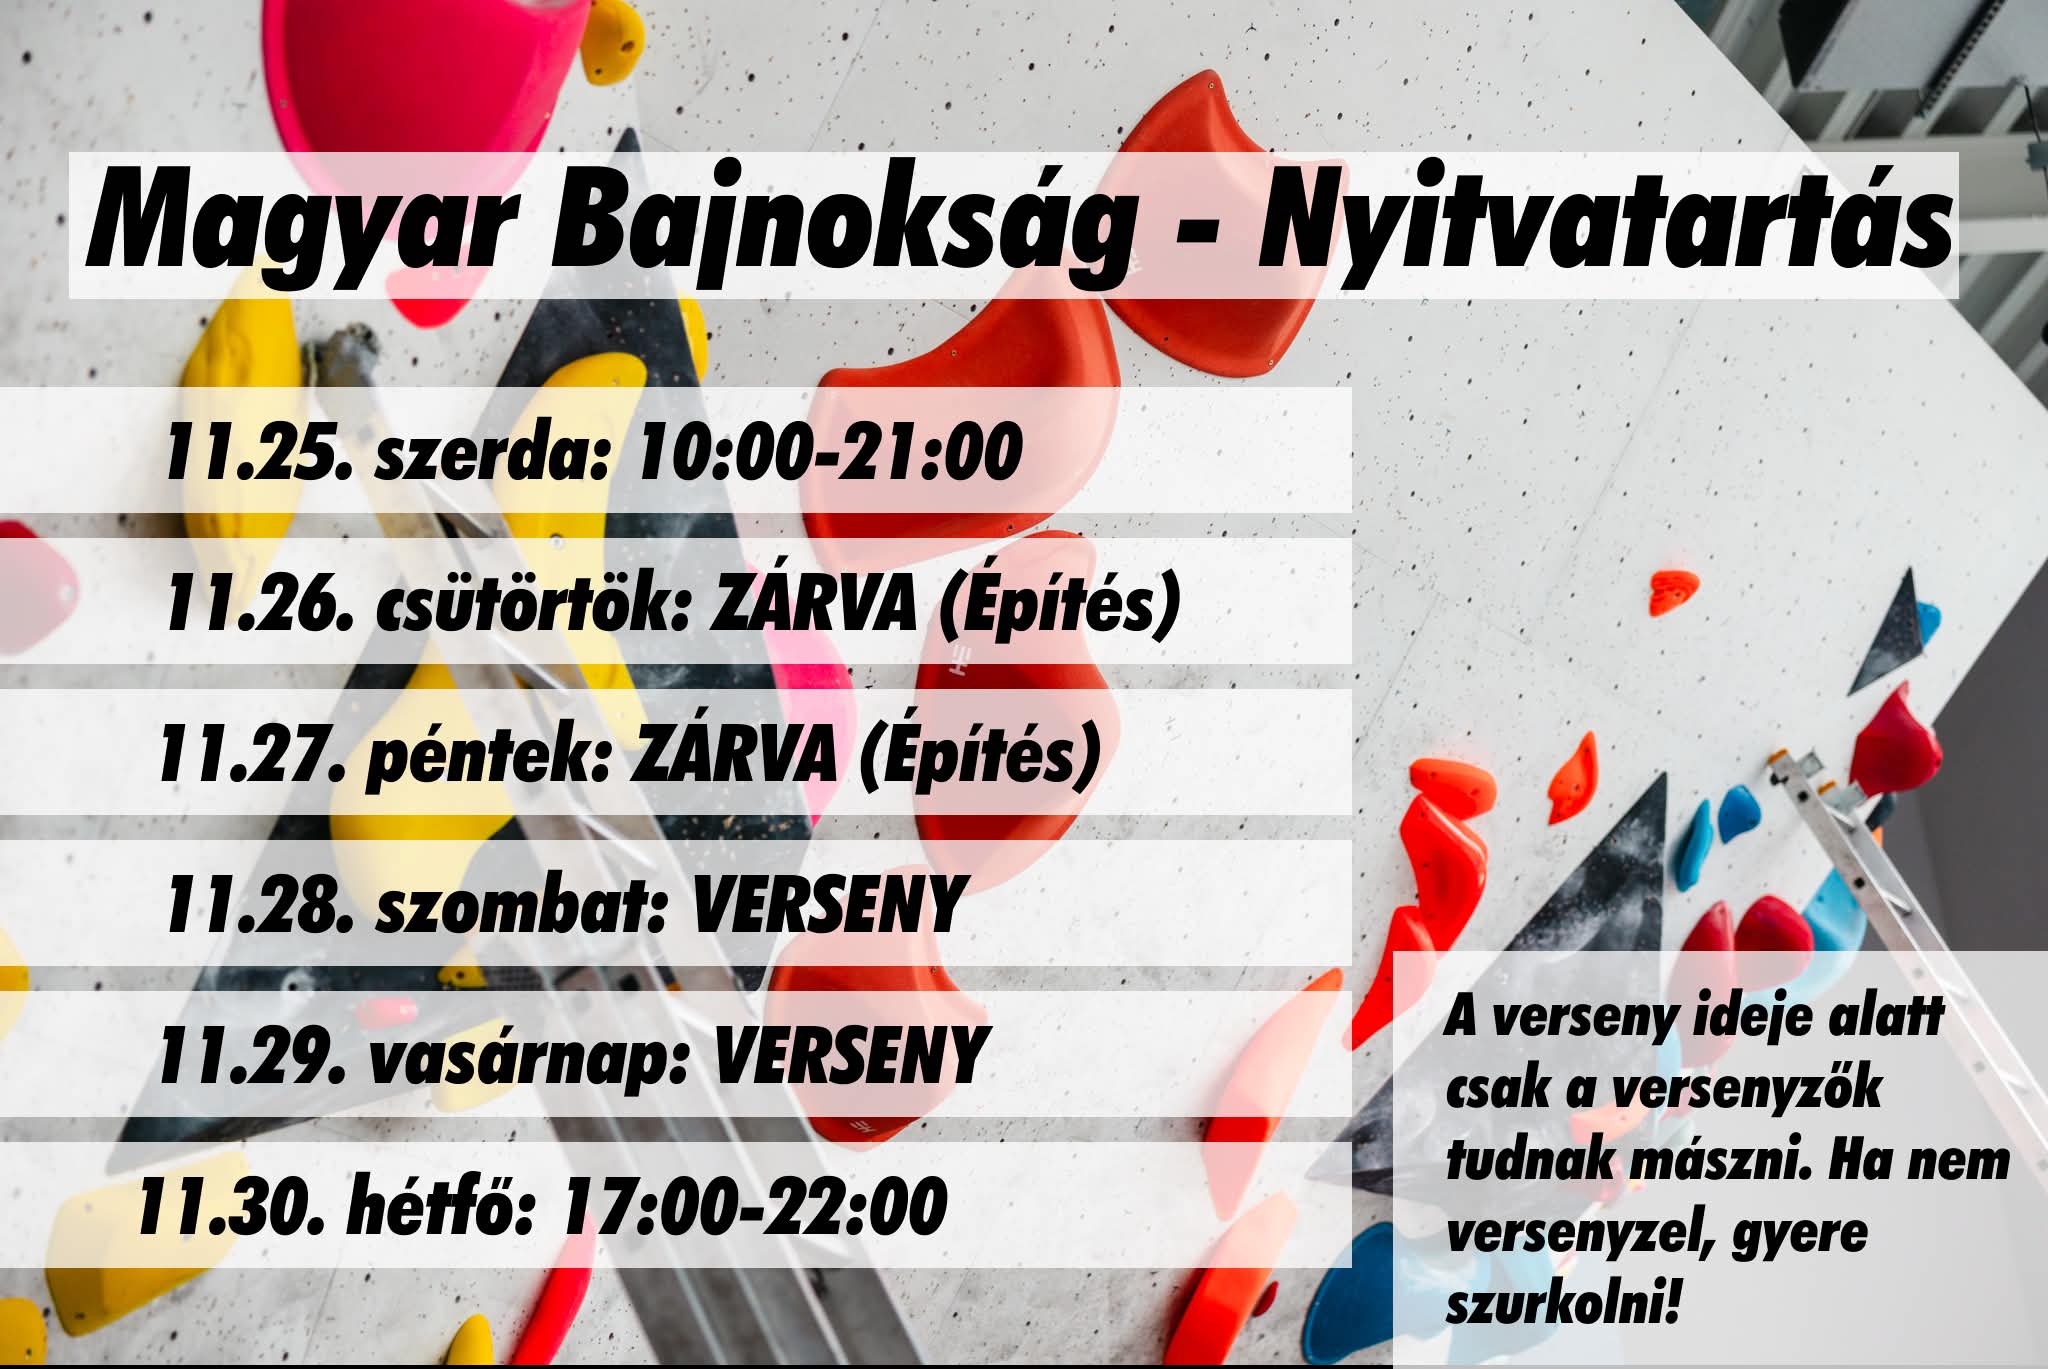 Magyar Bajnokság - Nyitvatartás
11.25. szerda: 10:00-21:00
11.26. csütörtök: ZÁRVA (Építés)
11.27. péntek: ZÁRVA (Építés)
11.28. szombat: VERSENY
11.29. vasárnap: VERSENY
11.30. hétfő: 17:00-22:00
A verseny ideje alatt
csak a versenyzők
tudnak mászni. Ha nem
versenyzel, gyere
szurkolni!